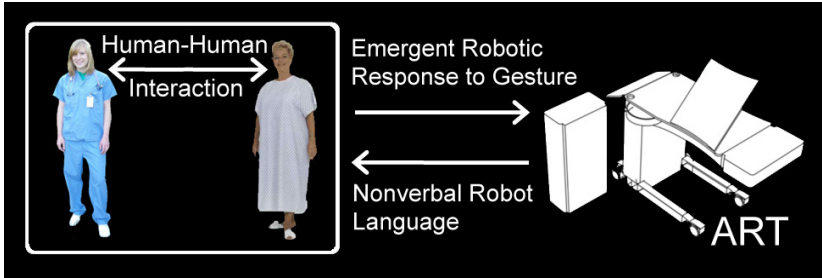 Human-Human
Interaction
Emergent Robotic
Response to Gesture
Nonverbal Robot
Language
ART